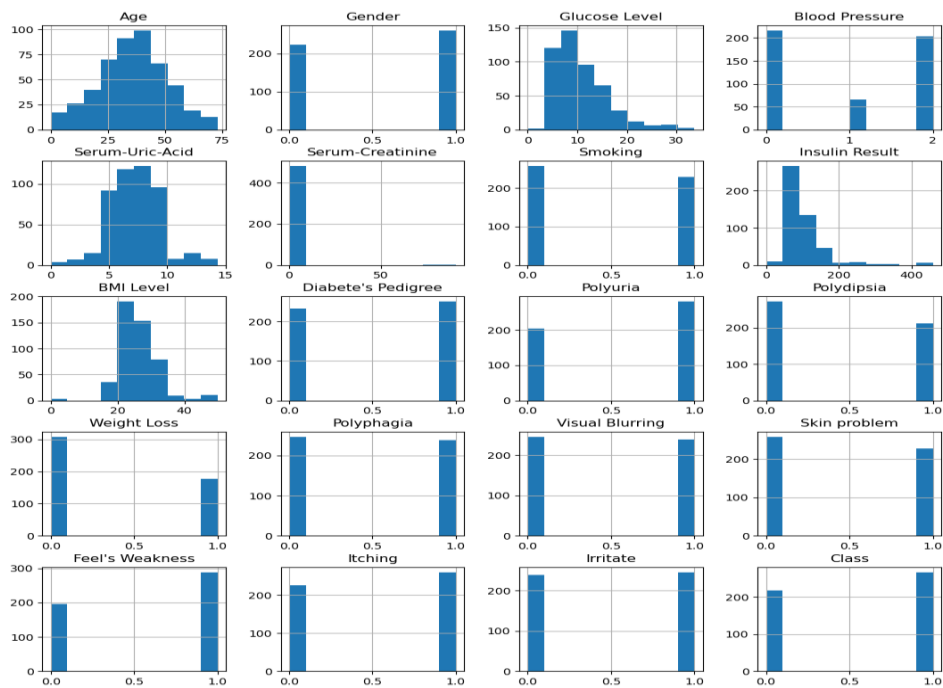 Age
100
75
50
25
0
0 25 50 75
Gender
200
100
0
0.0 0.5 1.0
Glucose Level
150
100
50
0
0 10 20 30
Blood Pressure
200
150
100
50
0
0 1 2
Serum-Uric-Acid
100
50
0
0 5 10 15
Serum-Creatinine
400
200
0
0 50
Smoking
200
100
0
0.0 0.5 1.0
Insulin Result
200
100
0
0 200 400
BMI Level
200
150
100
50
0
0 20 40
Diabete's Pedigree
200
100
0
0.0 0.5 1.0
Polyuria
200
100
0
0.0 0.5 1.0
Polydipsia
200
100
0
0.0 0.5 1.0
Weight Loss
300
200
100
0
0.0 0.5 1.0
Polyphagia
200
100
0
0.0 0.5 1.0
Visual Blurring
200
100
0
0.0 0.5 1.0
Skin problem
200
100
0
0.0 0.5 1.0
Feel's Weakness
300
200
100
0
0.0 0.5 1.0
Itching
200
100
0
0.0 0.5 1.0
Irritate
200
100
0
0.0 0.5 1.0
Class
200
100
0
0.0 0.5 1.0